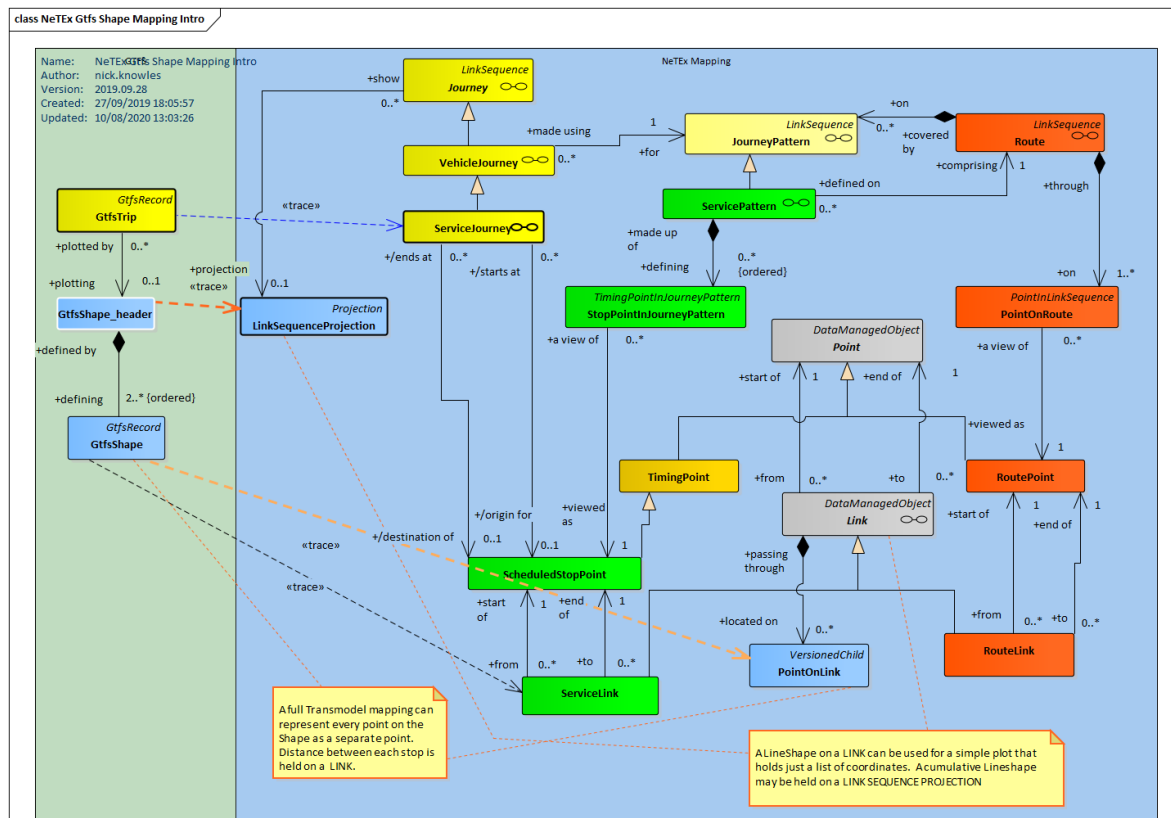 class NeTEx Gtfs Shape Mapping Intro
Name: NeTEx Gtfs Shape Mapping Intro
Author: nick.knowles
Version: 2019.09.28
Created: 27/09/2019 18:05:57
Updated: 10/08/2020 13:03:26
NeTEx Mapping
LinkSequence
Journey
+show
0..*
LinkSequence
JourneyPattern
+on
0..*
+covered
by
LinkSequence
Route
+made using
0..*
1
+for
VehicleJourney
+comprising
1
+through
GtfsRecord
GtfsTrip
«trace»
ServiceJourney
ServicePattern
+defined on
0..*
+plotted by
0..*
+/ends at
0..*
+/starts at
0..*
+made up
of
+defining
0..*
{ordered}
+plotting
0..1
+projection
«trace»
0..1
+on
1..*
GtfsShape_header
Projection
LinkSequenceProjection
TimingPointInJourneyPattern
StopPointInJourneyPattern
PointInLinkSequence
PointOnRoute
DataManagedObject
Point
+defined by
+a view of
0..*
+a view of
0..*
+start of
1
+end of
1
+defining
2..* {ordered}
GtfsRecord
GtfsShape
+viewed as
1
TimingPoint
RoutePoint
+from
0..*
+to
0..*
DataManagedObject
Link
+start of
1
+end of
1
+/origin for
+viewed
as
+/destination of
0..1
0..1
1
«trace»
+passing
through
ScheduledStopPoint
«trace»
+start
of
1
+end
of
1
+located on
0..*
+from
0..*
+to
+from
0..*
+to
0..*
VersionedChild
PointOnLink
RouteLink
ServiceLink
A full Transmodel mapping can
represent every point on the
Shape as a separate point.
Distance between each stop is
held on a LINK.
A LineShape on a LINK can be used for a simple plot that
holds just a list of coordinates. A cumulative Lineshape
may be held on a LINK SEQUENCE PROJECTION